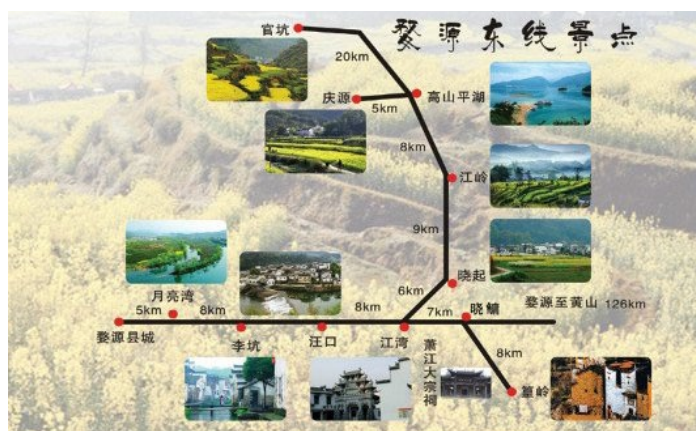 婺源东线景点
官坑
20km
庆源
5km
高山平湖
8km
江岭
9km
晓起
6km
婺源至黄山 126km
月亮湾
5km
8km
8km
7km
晓鱅
婺源县城
李坑
汪口
江湾
萧江大宗祠
8km
篁岭